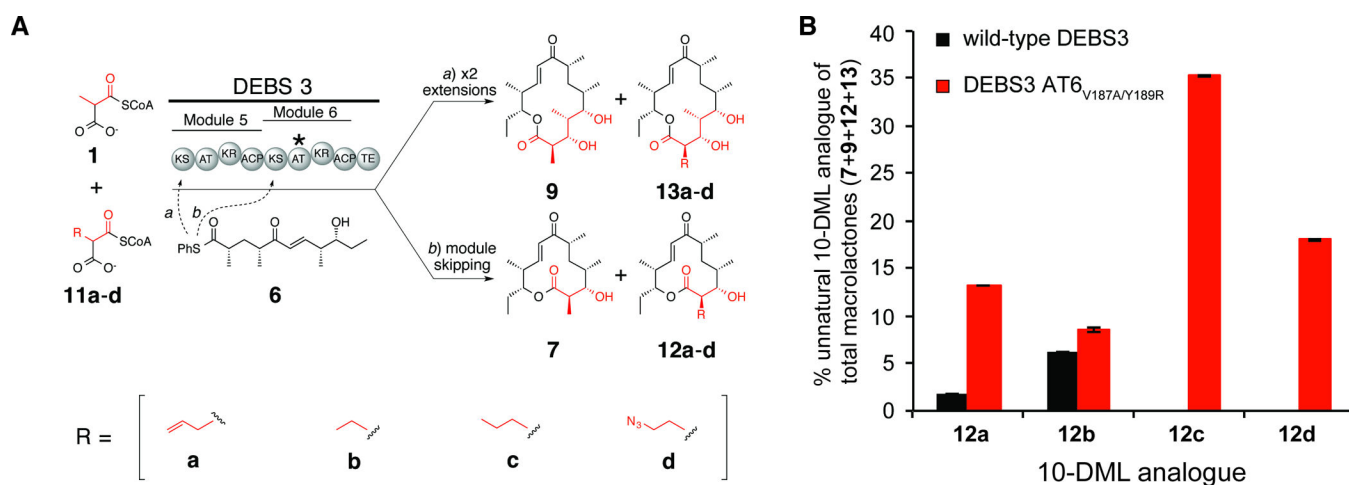 A
DEBS 3
Module 5
Module 6
*
KS AT KR ACP KS AT KR ACP TE
O
SCoA
O
O-
1
+
R
O
SCoA
O
O-
11a-d
a
b
PhS
O
O
OH
6
a) x2
extensions
b) module
skipping
O
O
O
OH
OH
9
+
O
O
O
OH
OH
R
13a-d
O
O
O
OH
7
+
O
O
O
OH
R
12a-d
R =
a
b
c
N3
d
B
% unnatural 10-DML analogue of
total macrolactones (7+9+12+13)
40
35
30
25
20
15
10
5
0
wild-type DEBS3
DEBS3 AT6V187A/Y189R
12a 12b 12c 12d
10-DML analogue